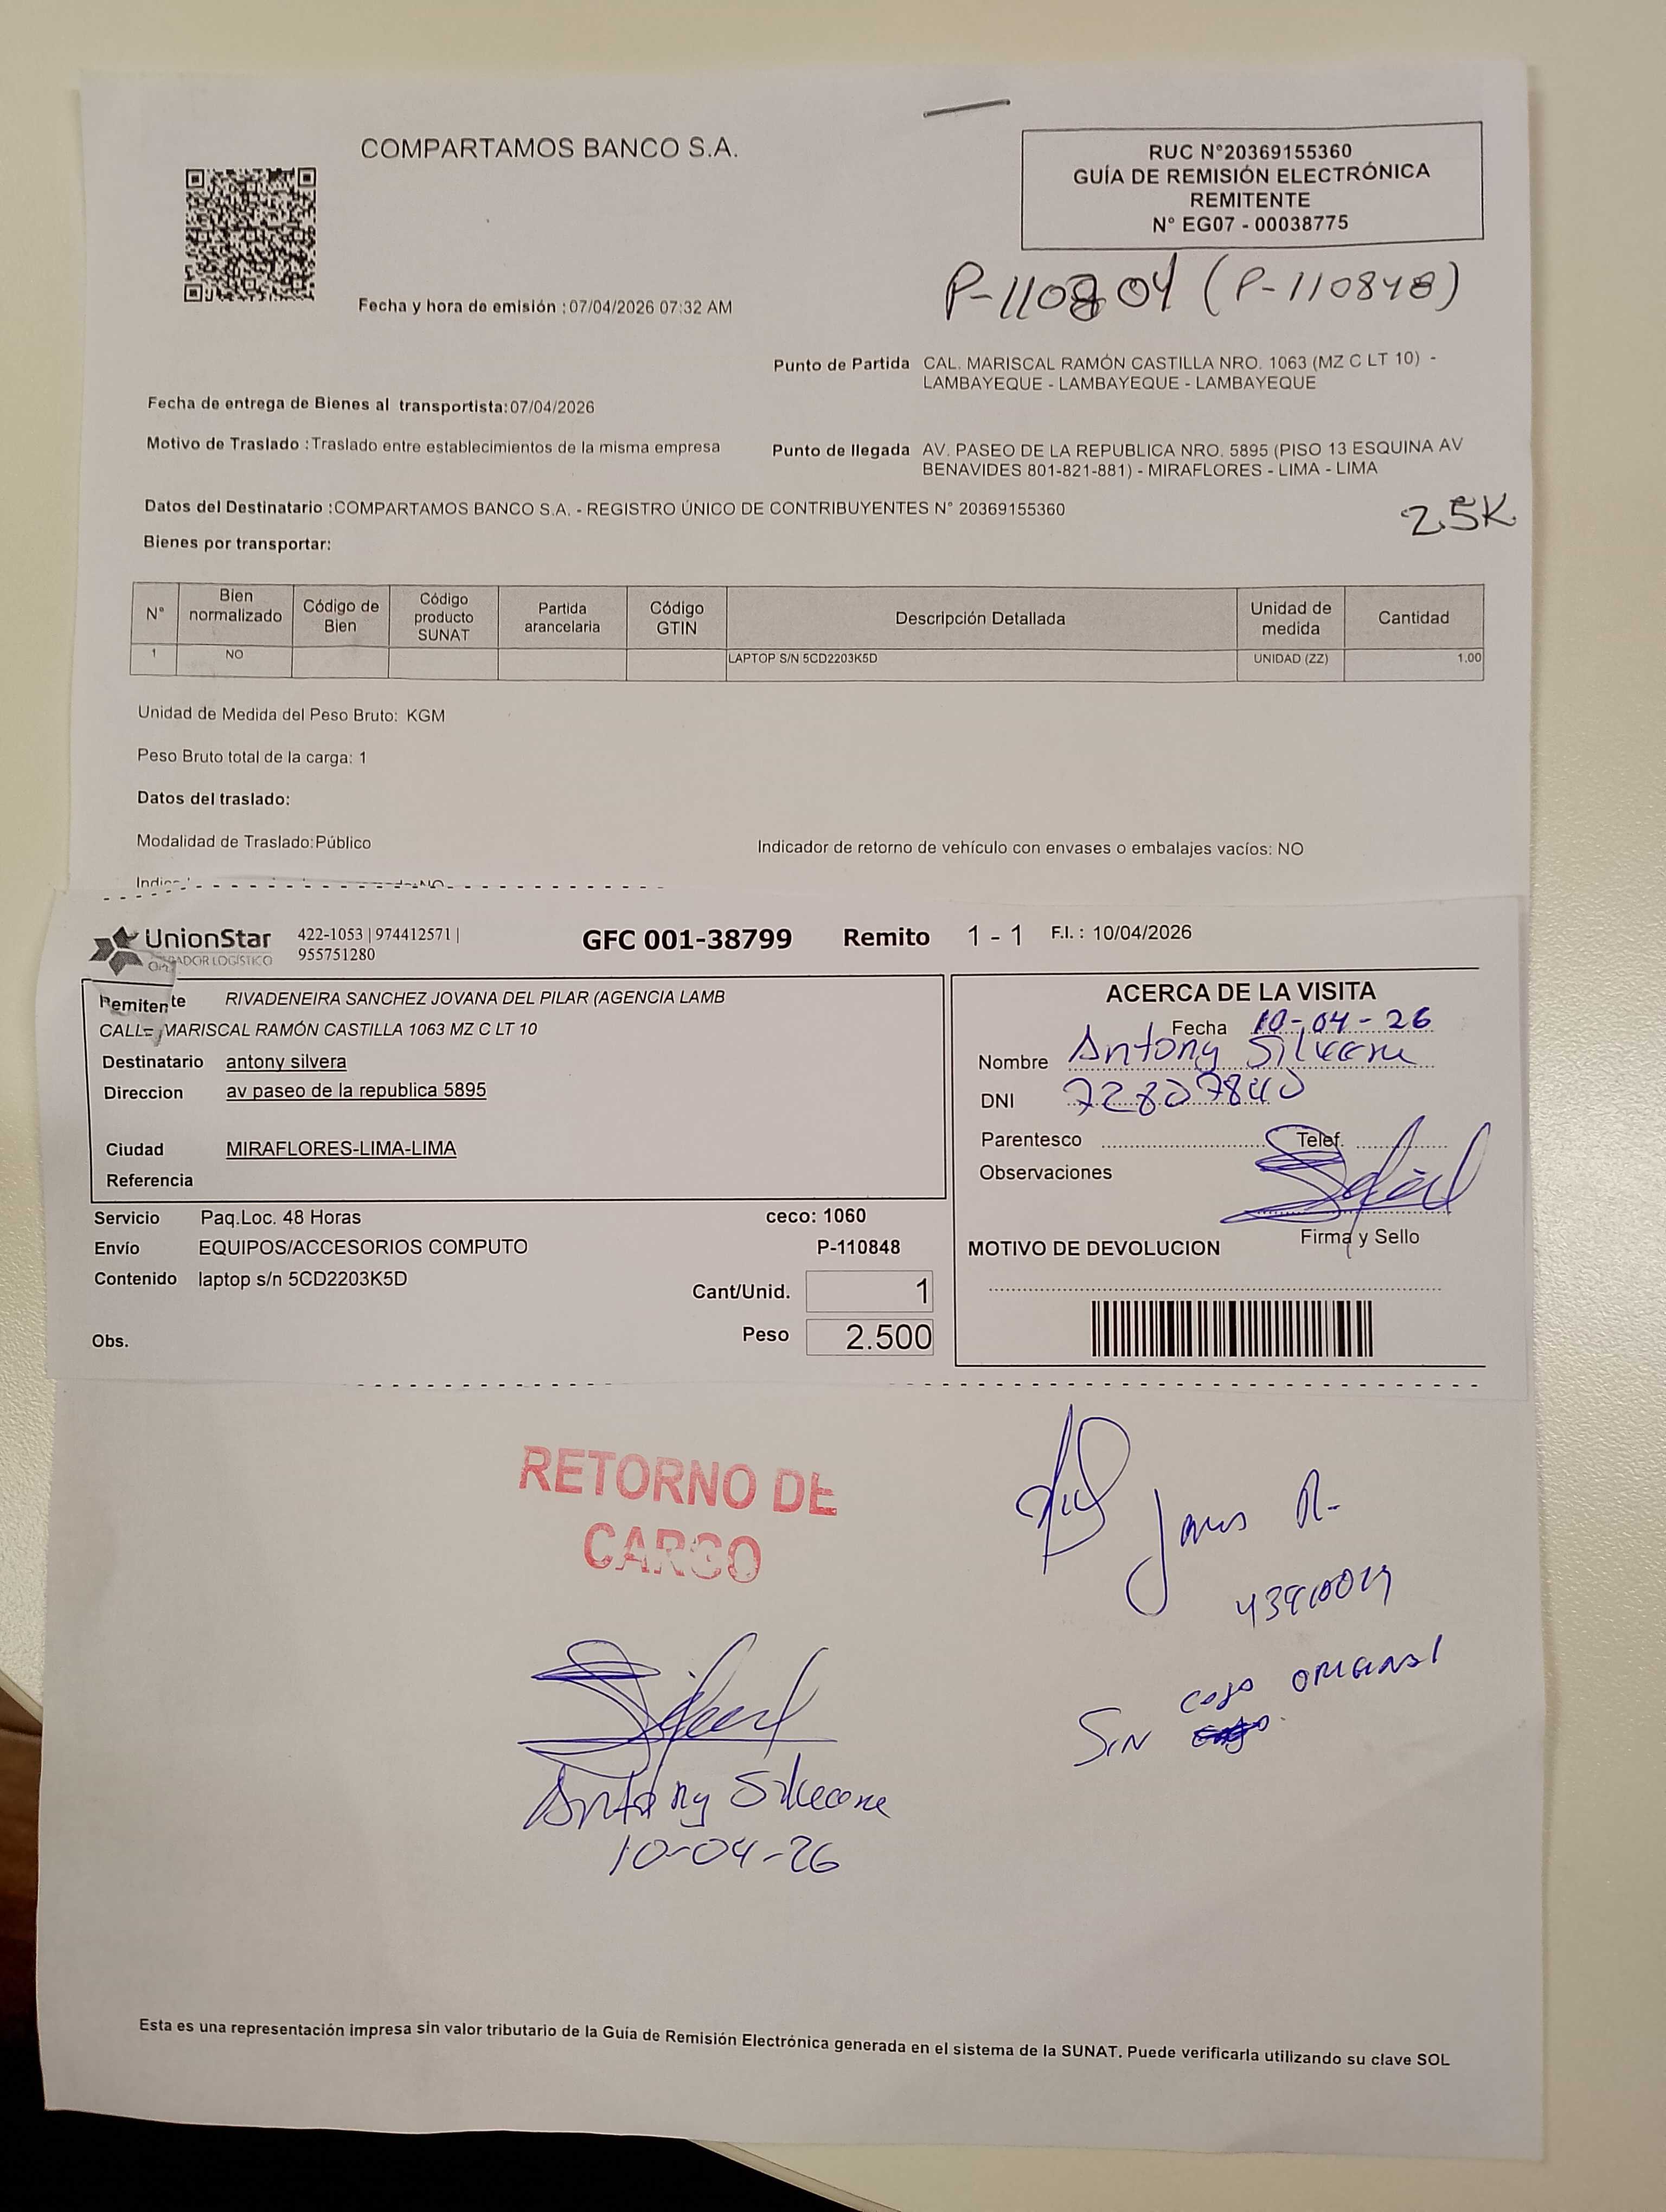 COMPARTAMOS BANCO S.A.
RUC N°20369155360
GUÍA DE REMISIÓN ELECTRÓNICA
REMITENTE
N° EG07 - 00038775
P-110804 (P-110848)
Fecha y hora de emisión : 07/04/2026 07:32 AM
Punto de Partida CAL. MARISCAL RAMÓN CASTILLA NRO. 1063 (MZ C LT 10) -
LAMBAYEQUE - LAMBAYEQUE - LAMBAYEQUE
Fecha de entrega de Bienes al transportista: 07/04/2026
Motivo de Traslado : Traslado entre establecimientos de la misma empresa
Punto de llegada AV. PASEO DE LA REPUBLICA NRO. 5895 (PISO 13 ESQUINA AV
BENAVIDES 801-821-881) - MIRAFLORES - LIMA - LIMA
Datos del Destinatario : COMPARTAMOS BANCO S.A. - REGISTRO ÚNICO DE CONTRIBUYENTES N° 20369155360
2.5K
Bienes por transportar:
N° Bien normalizado Código de Bien Código producto SUNAT Partida arancelaria Código GTIN Descripción Detallada Unidad de medida Cantidad
1 NO LAPTOP S/N 5CD2203K5D UNIDAD (ZZ) 1.00
Unidad de Medida del Peso Bruto: KGM
Peso Bruto total de la carga: 1
Datos del traslado:
Modalidad de Traslado: Público
Indicador de retorno de vehículo con envases o embalajes vacíos: NO
UnionStar
OPERADOR LOGÍSTICO
422-1053 | 974412571 |
955751280
GFC 001-38799 Remito 1 - 1 F.I. : 10/04/2026
Remitente RIVADENEIRA SANCHEZ JOVANA DEL PILAR (AGENCIA LAMB
CALLE MARISCAL RAMÓN CASTILLA 1063 MZ C LT 10
Destinatario antony silvera
Direccion av paseo de la republica 5895
Ciudad MIRAFLORES-LIMA-LIMA
Referencia
Servicio Paq.Loc. 48 Horas ceco: 1060
Envío EQUIPOS/ACCESORIOS COMPUTO P-110848
Contenido laptop s/n 5CD2203K5D
Cant/Unid. 1
Peso 2.500
Obs.
ACERCA DE LA VISITA
Fecha 10-04-26
Nombre Antony Silvera
DNI 72807840
Parentesco Telef.
Observaciones
Firma y Sello
MOTIVO DE DEVOLUCION
RETORNO DE
CARGO
R.
Sin caja original
Antony Silvera
10-04-26
Esta es una representación impresa sin valor tributario de la Guía de Remisión Electrónica generada en el sistema de la SUNAT. Puede verificarla utilizando su clave SOL